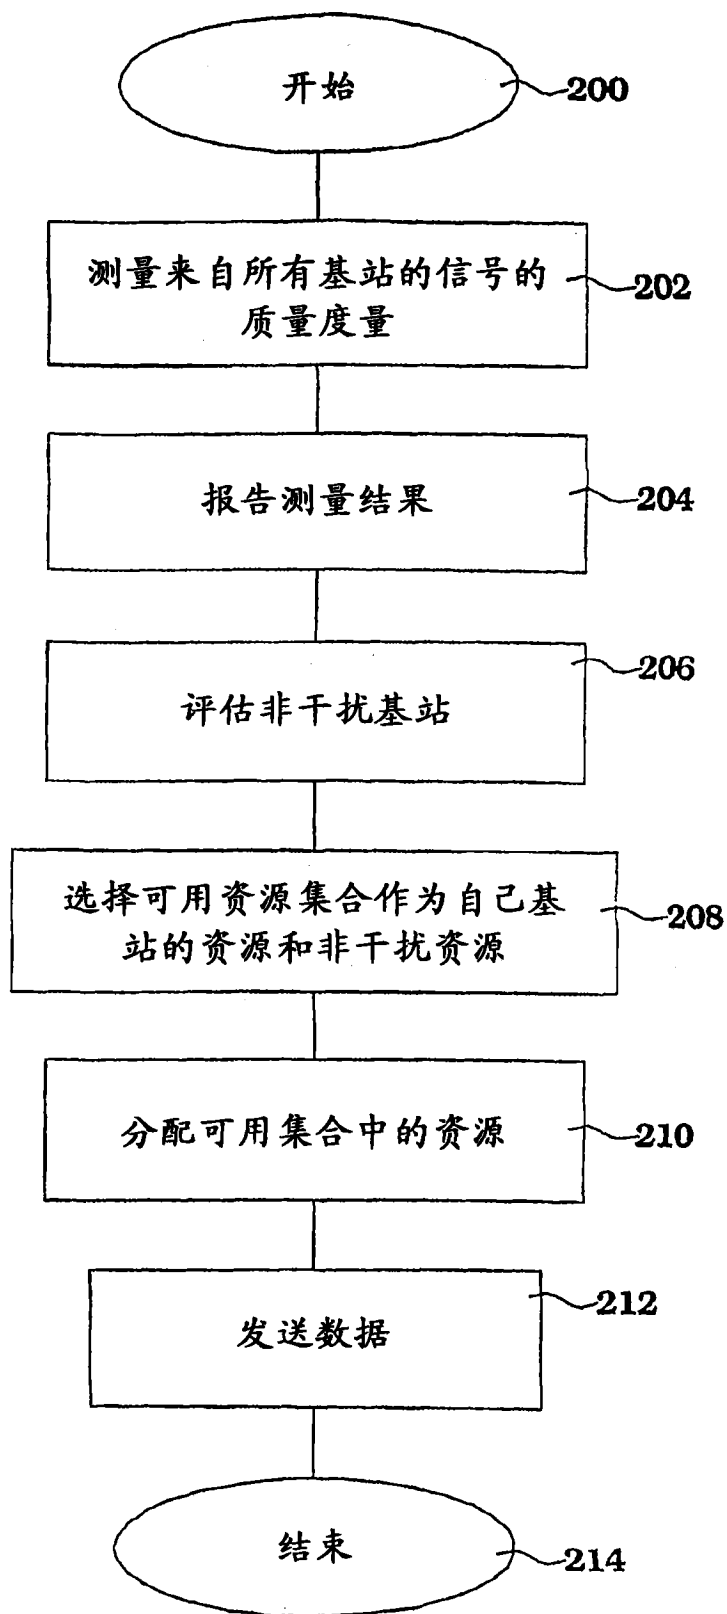 开始
200
测量来自所有基站的信号的
质量度量
202
报告测量结果
204
评估非干扰基站
206
选择可用资源集合作为自己基
站的资源和非干扰资源
208
分配可用集合中的资源
210
发送数据
212
结束
214